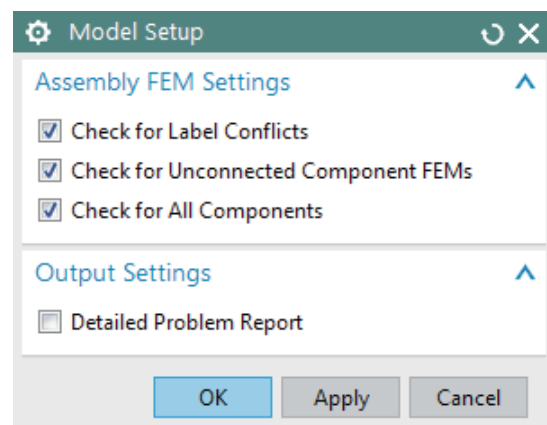 Model Setup
Assembly FEM Settings
Check for Label Conflicts
Check for Unconnected Component FEMs
Check for All Components
Output Settings
Detailed Problem Report
OK Apply Cancel